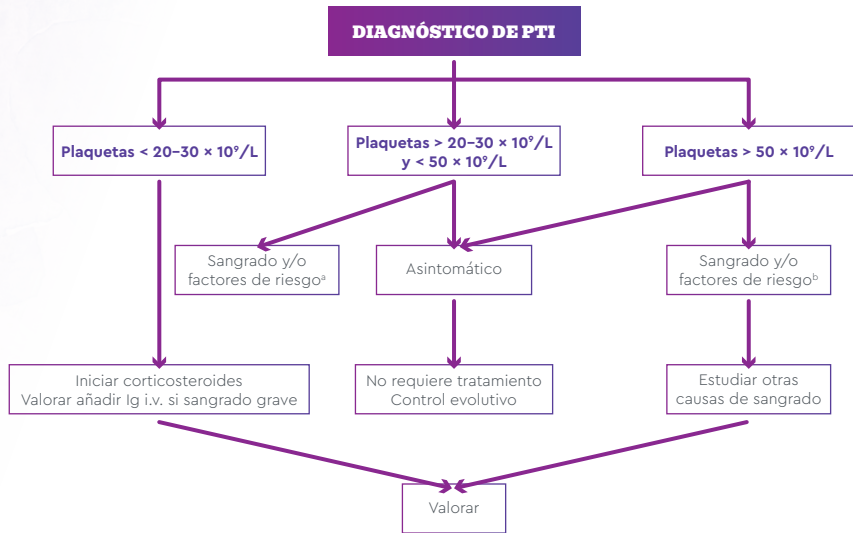 DIAGNÓSTICO DE PTI
Plaquetas < 20-30 × 10⁹/L
Plaquetas > 20-30 × 10⁹/L
y < 50 × 10⁹/L
Plaquetas > 50 × 10⁹/L
Sangrado y/o
factores de riesgoᵃ
Asintomático
Sangrado y/o
factores de riesgoᵇ
Iniciar corticosteroides
Valorar añadir Ig i.v. si sangrado grave
No requiere tratamiento
Control evolutivo
Estudiar otras
causas de sangrado
Valorar